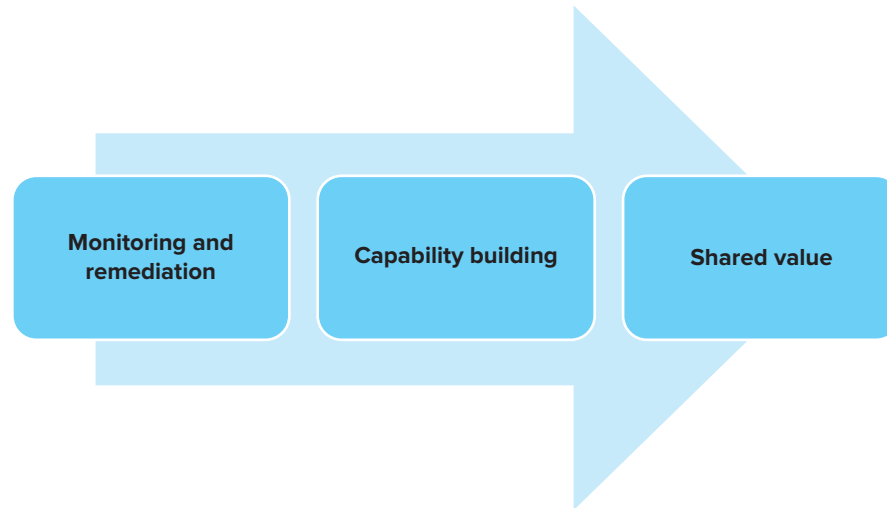 Monitoring and
remediation
Capability building
Shared value